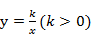 y = k/x (k > 0)